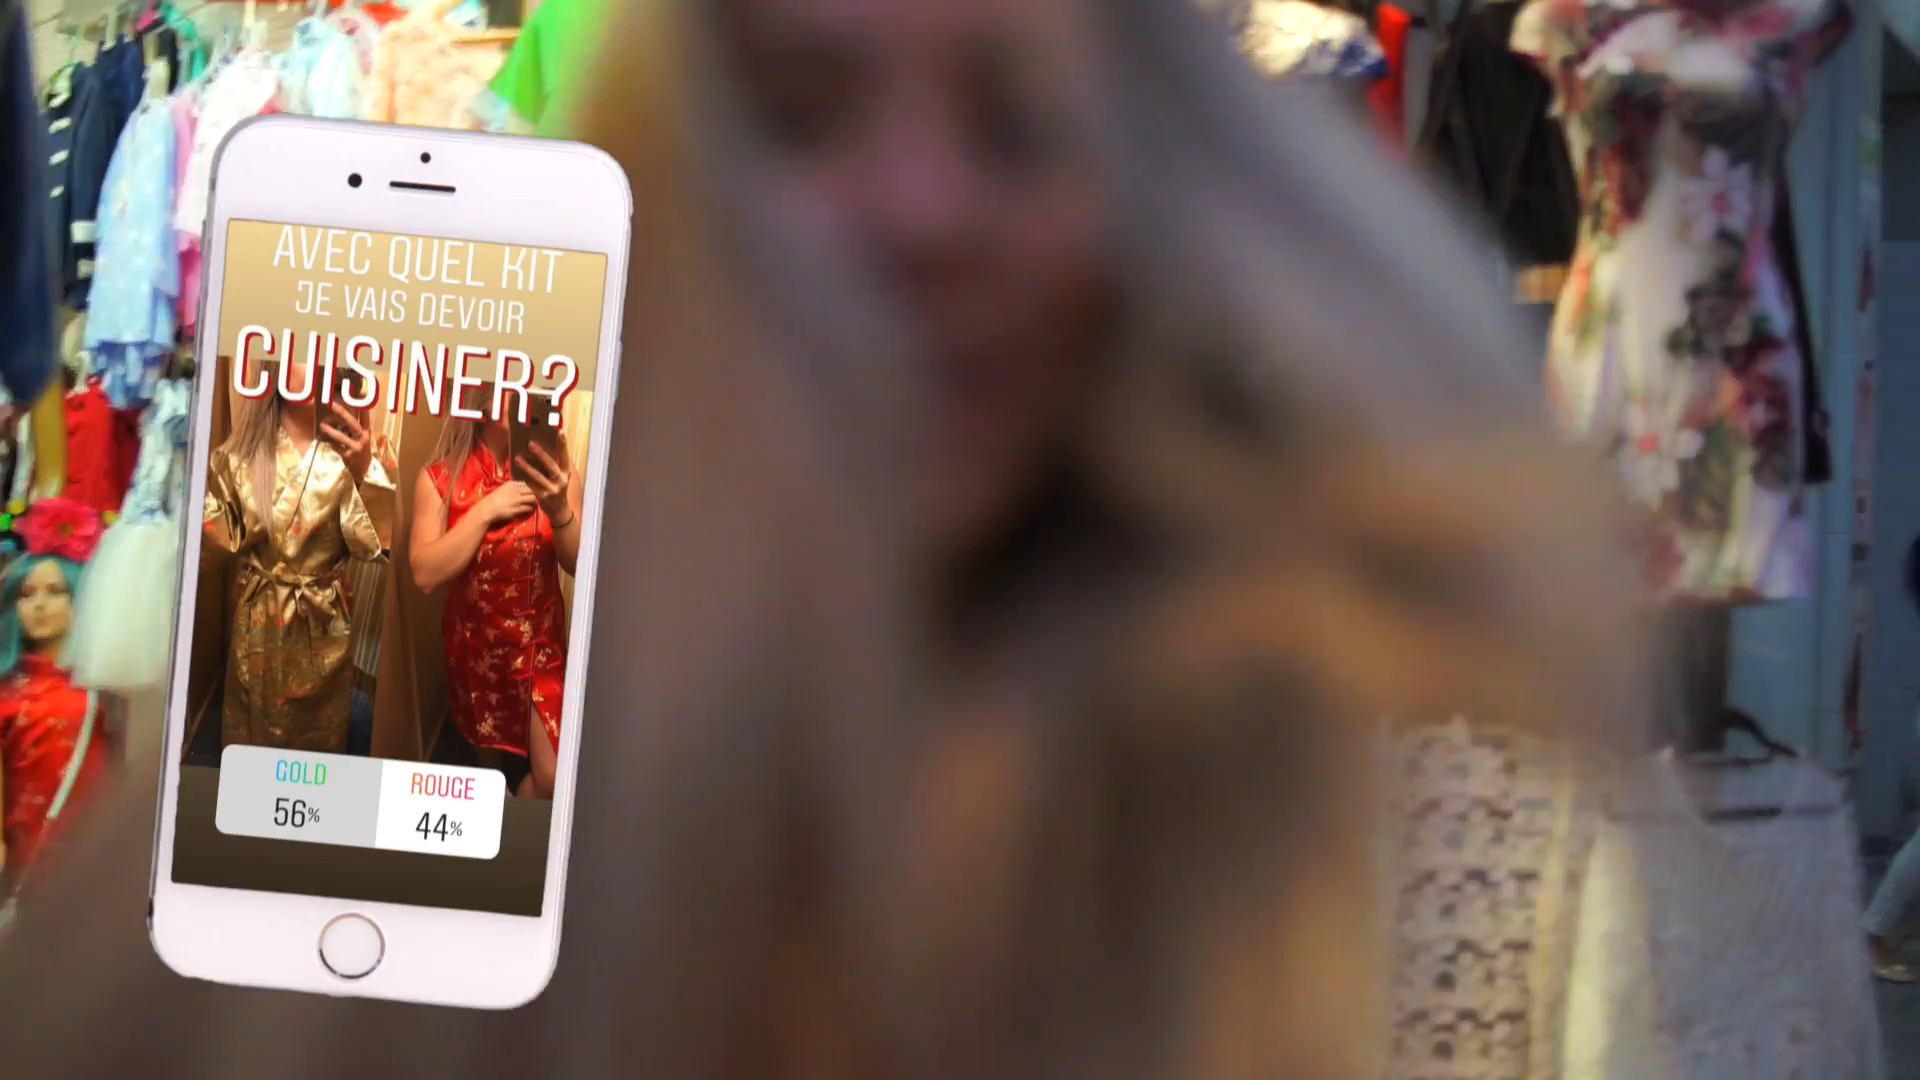 AVEC QUEL KIT
JE VAIS DEVOIR
CUISINER?
GOLD
ROUGE
56%
44%